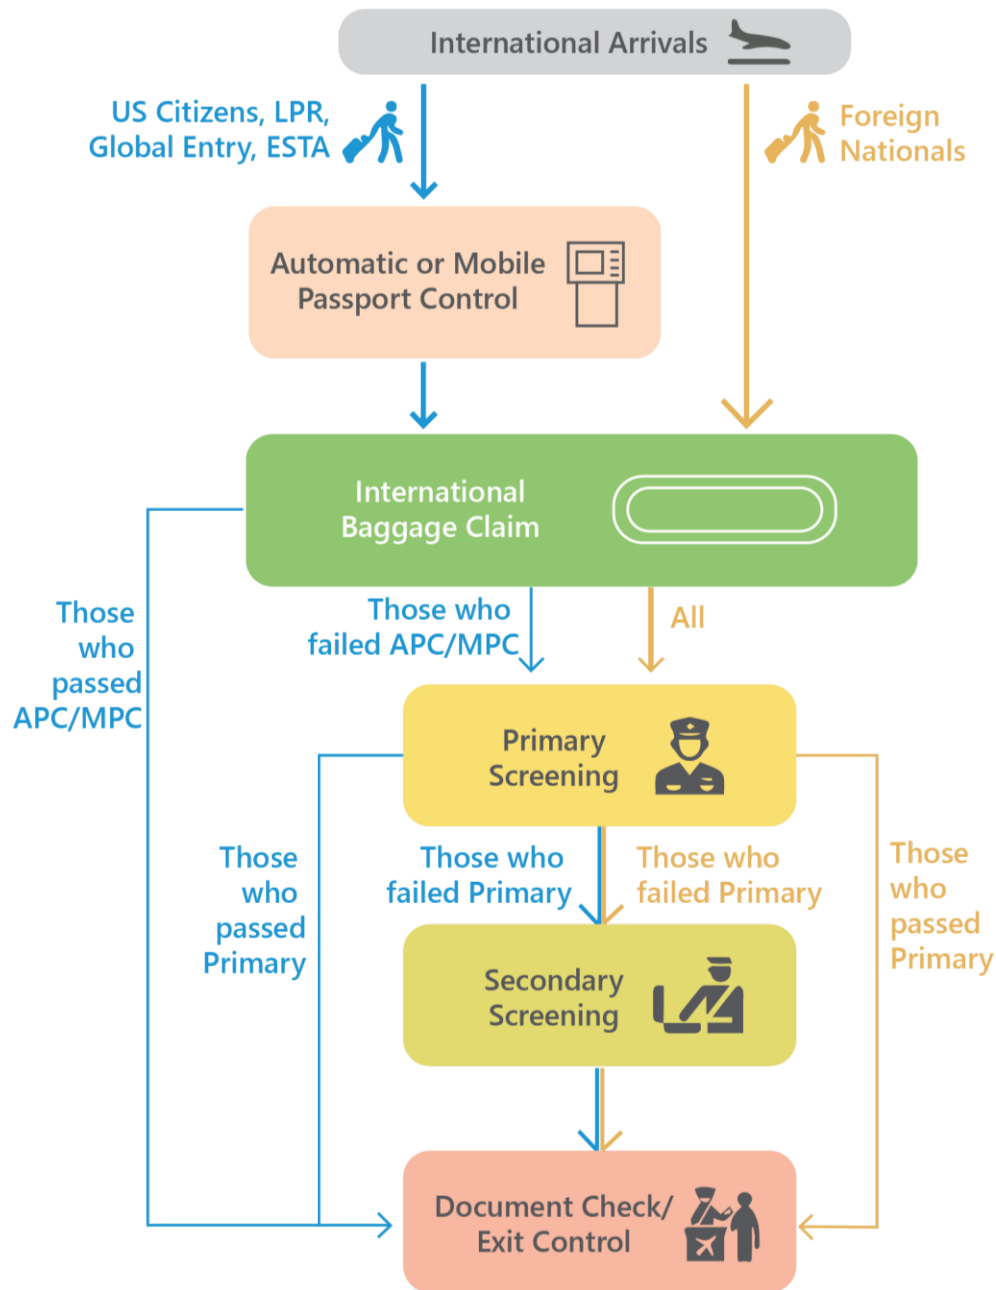 International Arrivals
US Citizens, LPR,
Global Entry, ESTA
Foreign
Nationals
Automatic or Mobile
Passport Control
International
Baggage Claim
Those
who
passed
APC/MPC
Those who
failed APC/MPC
All
Primary
Screening
Those
who
passed
Primary
Those who
failed Primary
Those who
failed Primary
Those
who
passed
Primary
Secondary
Screening
Document Check/
Exit Control